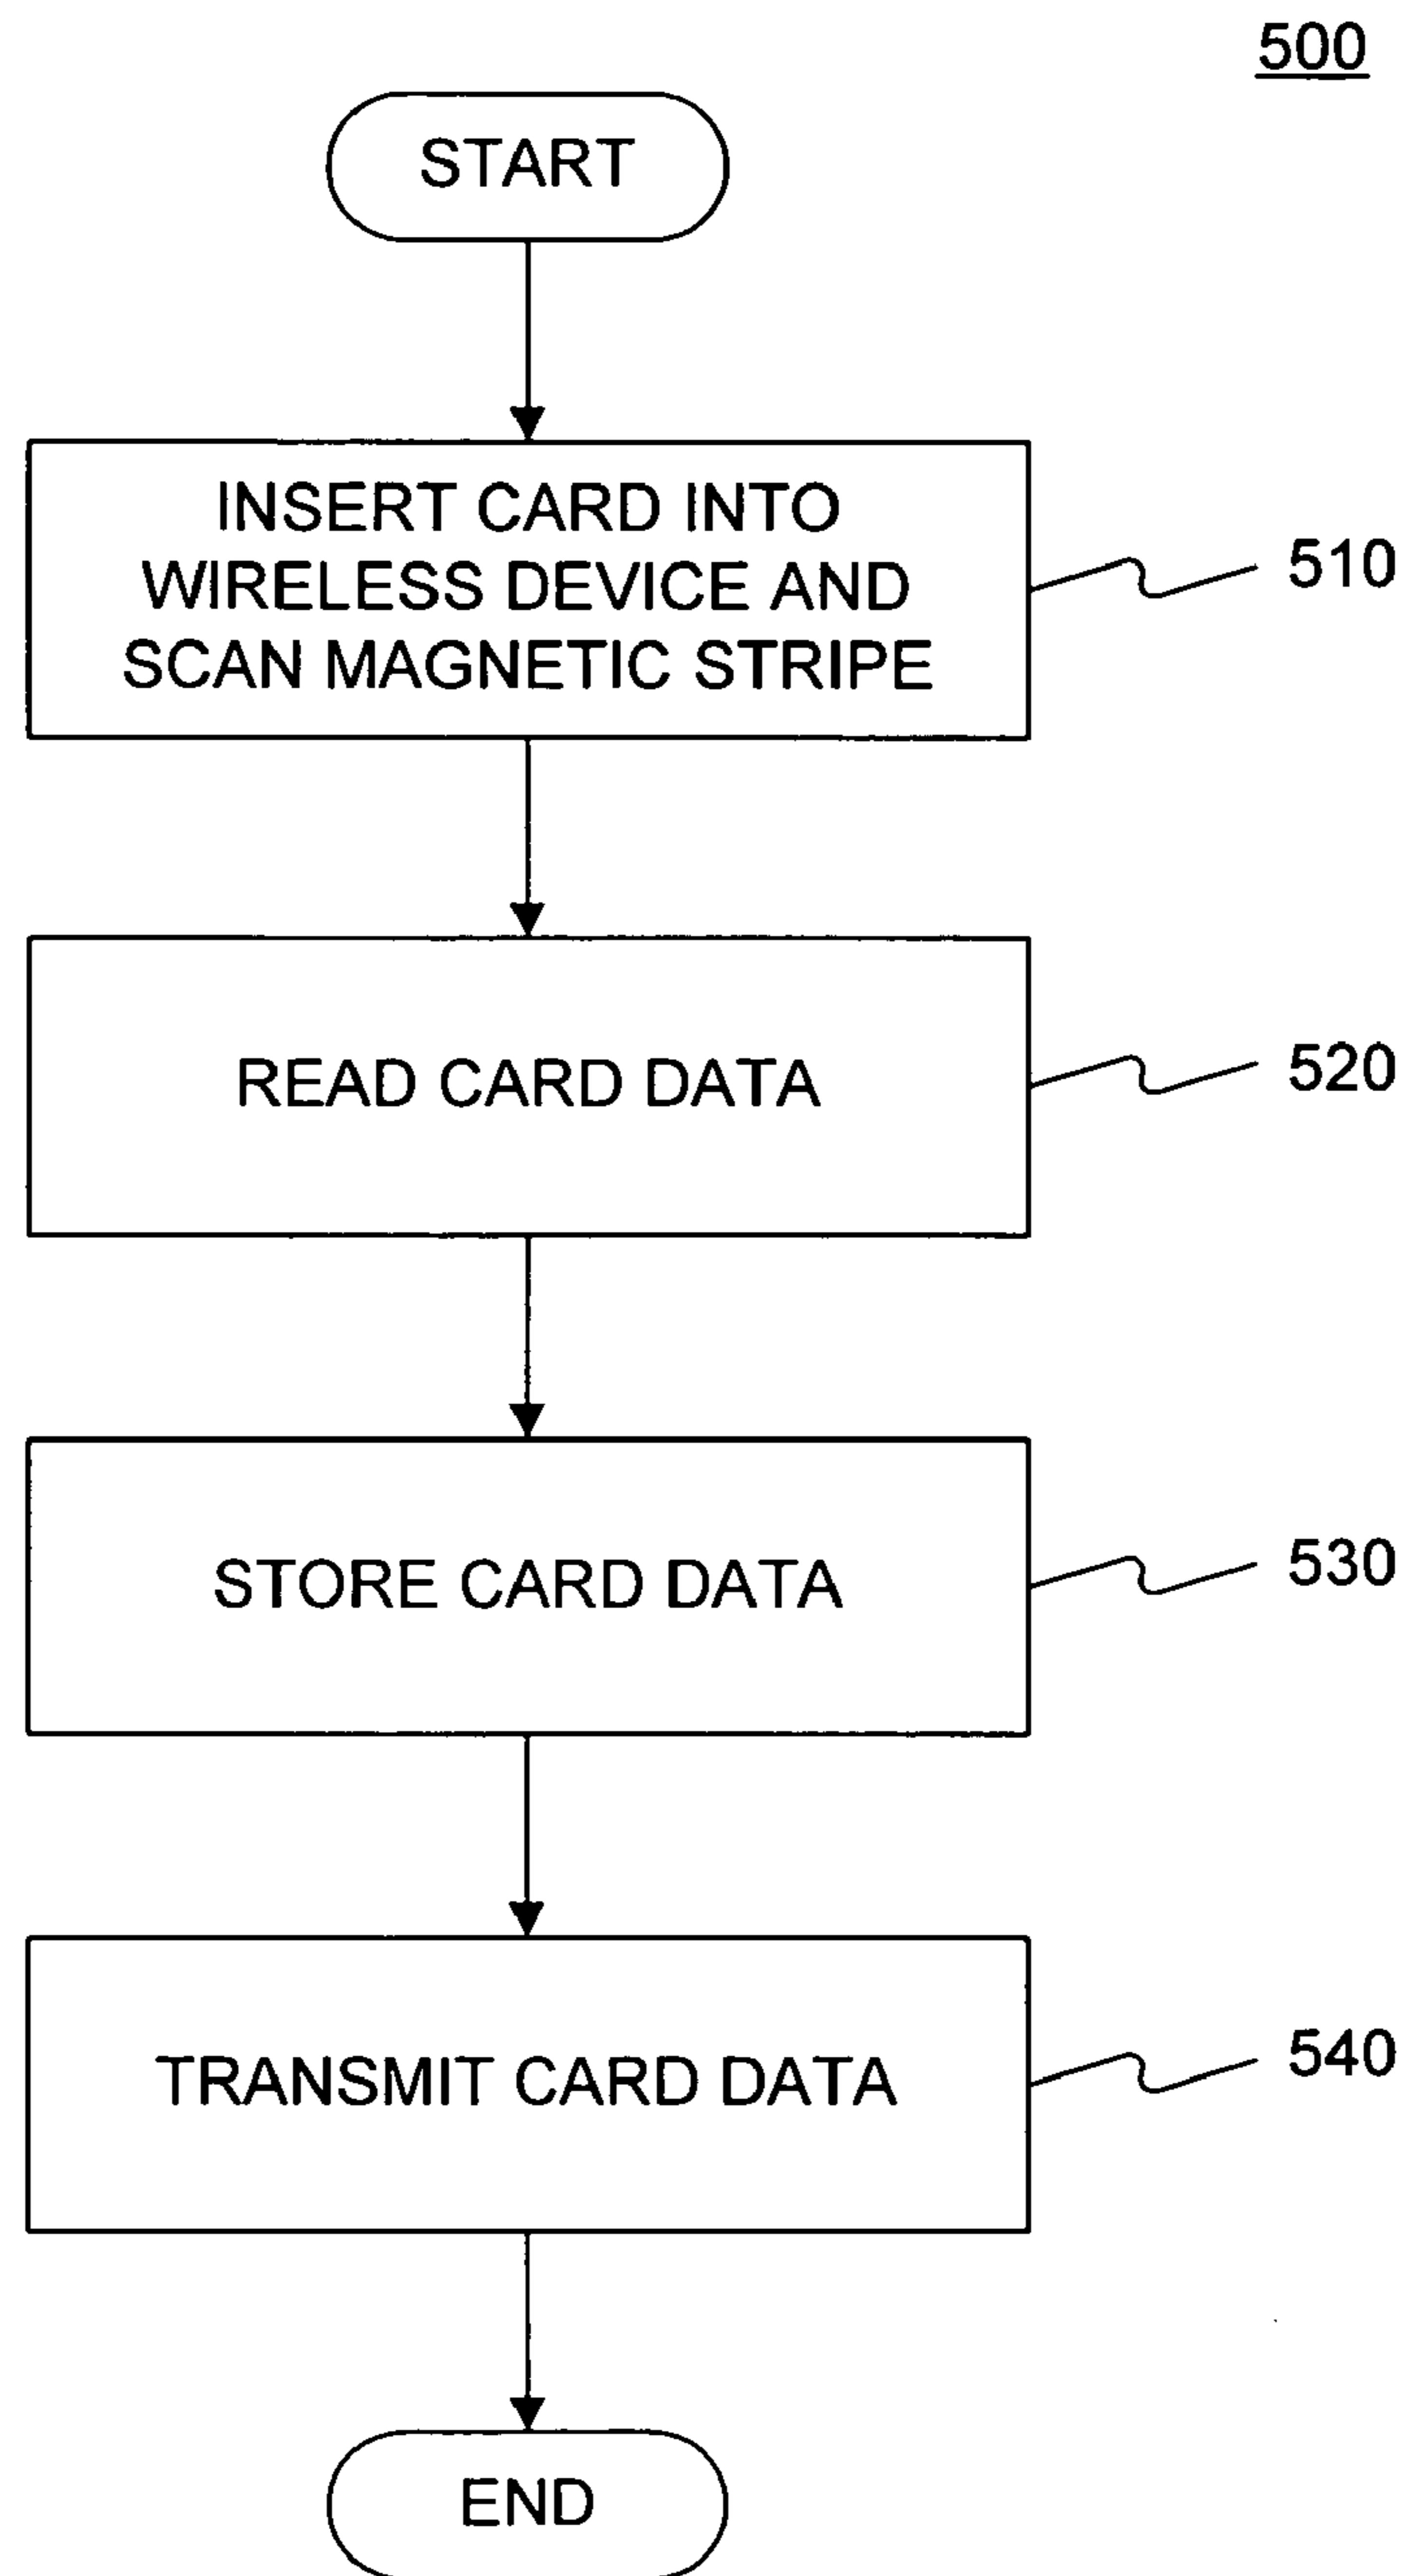 500
START
INSERT CARD INTO
WIRELESS DEVICE AND
SCAN MAGNETIC STRIPE
510
READ CARD DATA
520
STORE CARD DATA
530
TRANSMIT CARD DATA
540
END